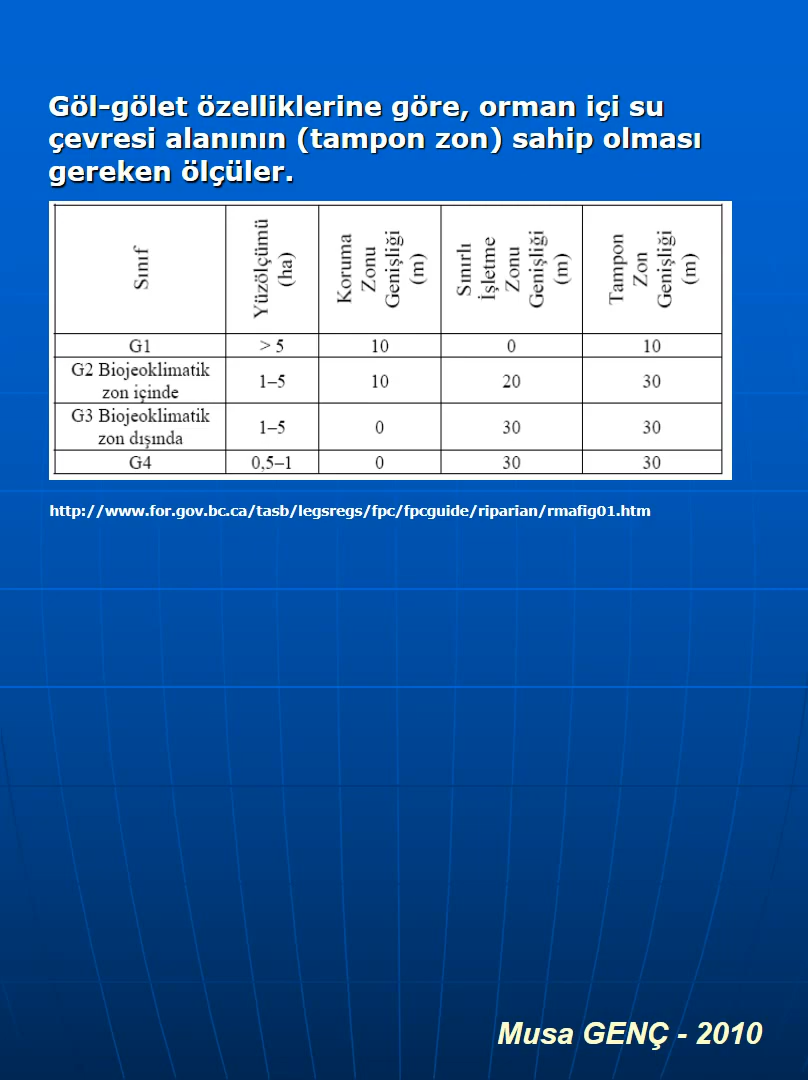 Göl-gölet özelliklerine göre, orman içi su
çevresi alanının (tampon zon) sahip olması
gereken ölçüler.
Sınıf
Yüzölçümü
(ha)
Koruma
Zonu
Genişliği
(m)
Sınırlı
İşletme
Zonu
Genişliği
(m)
Tampon
Zon
Genişliği
(m)
G1 > 5 10 0 10
G2 Biojeoklimatik
zon içinde 1–5 10 20 30
G3 Biojeoklimatik
zon dışında 1–5 0 30 30
G4 0,5–1 0 30 30
http://www.for.gov.bc.ca/tasb/legsregs/fpc/fpcguide/riparian/rmafig01.htm
Musa GENÇ - 2010